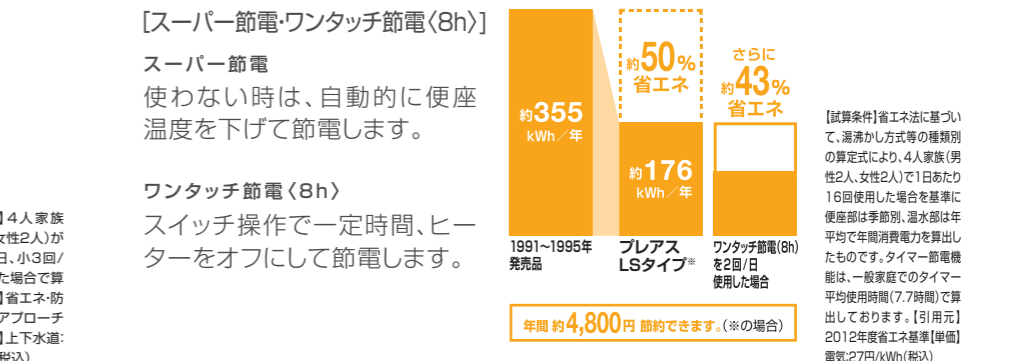 [スーパー節電・ワンタッチ節電〈8h〉]
スーパー節電
使わない時は、自動的に便座
温度を下げて節電します。
ワンタッチ節電〈8h〉
スイッチ操作で一定時間、ヒー
ターをオフにして節電します。
】4人家族
女性2人)が
日、小3回/
た場合で算
】省エネ・防
アプローチ
】上下水道:
税込)
約355
kWh/年
約50%
省エネ
約176
kWh/年
さらに
約43%
省エネ
1991~1995年
発売品
プレアス
LSタイプ※
ワンタッチ節電(8h)
を2回/日
使用した場合
年間 約4,800円 節約できます。(※の場合)
【試算条件】省エネ法に基づい
て、湯沸かし方式等の種類別
の算定式により、4人家族(男
性2人、女性2人)で1日あたり
16回使用した場合を基準に
便座部は季節別、温水部は年
平均で年間消費電力を算出し
たものです。タイマー節電機
能は、一般家庭でのタイマー
平均使用時間(7.7時間)で算
出しております。【引用元】
2012年度省エネ基準【単価】
電気:27円/kWh(税込)